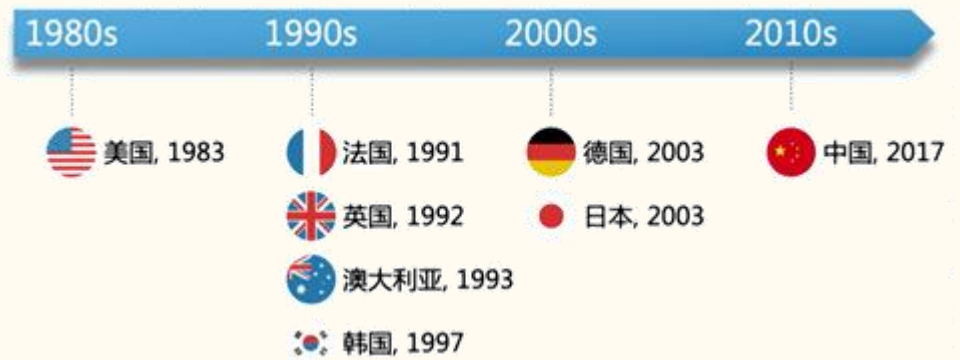 1980s 1990s 2000s 2010s
美国, 1983 法国, 1991 德国, 2003 中国, 2017
英国, 1992 日本, 2003
澳大利亚, 1993
韩国, 1997